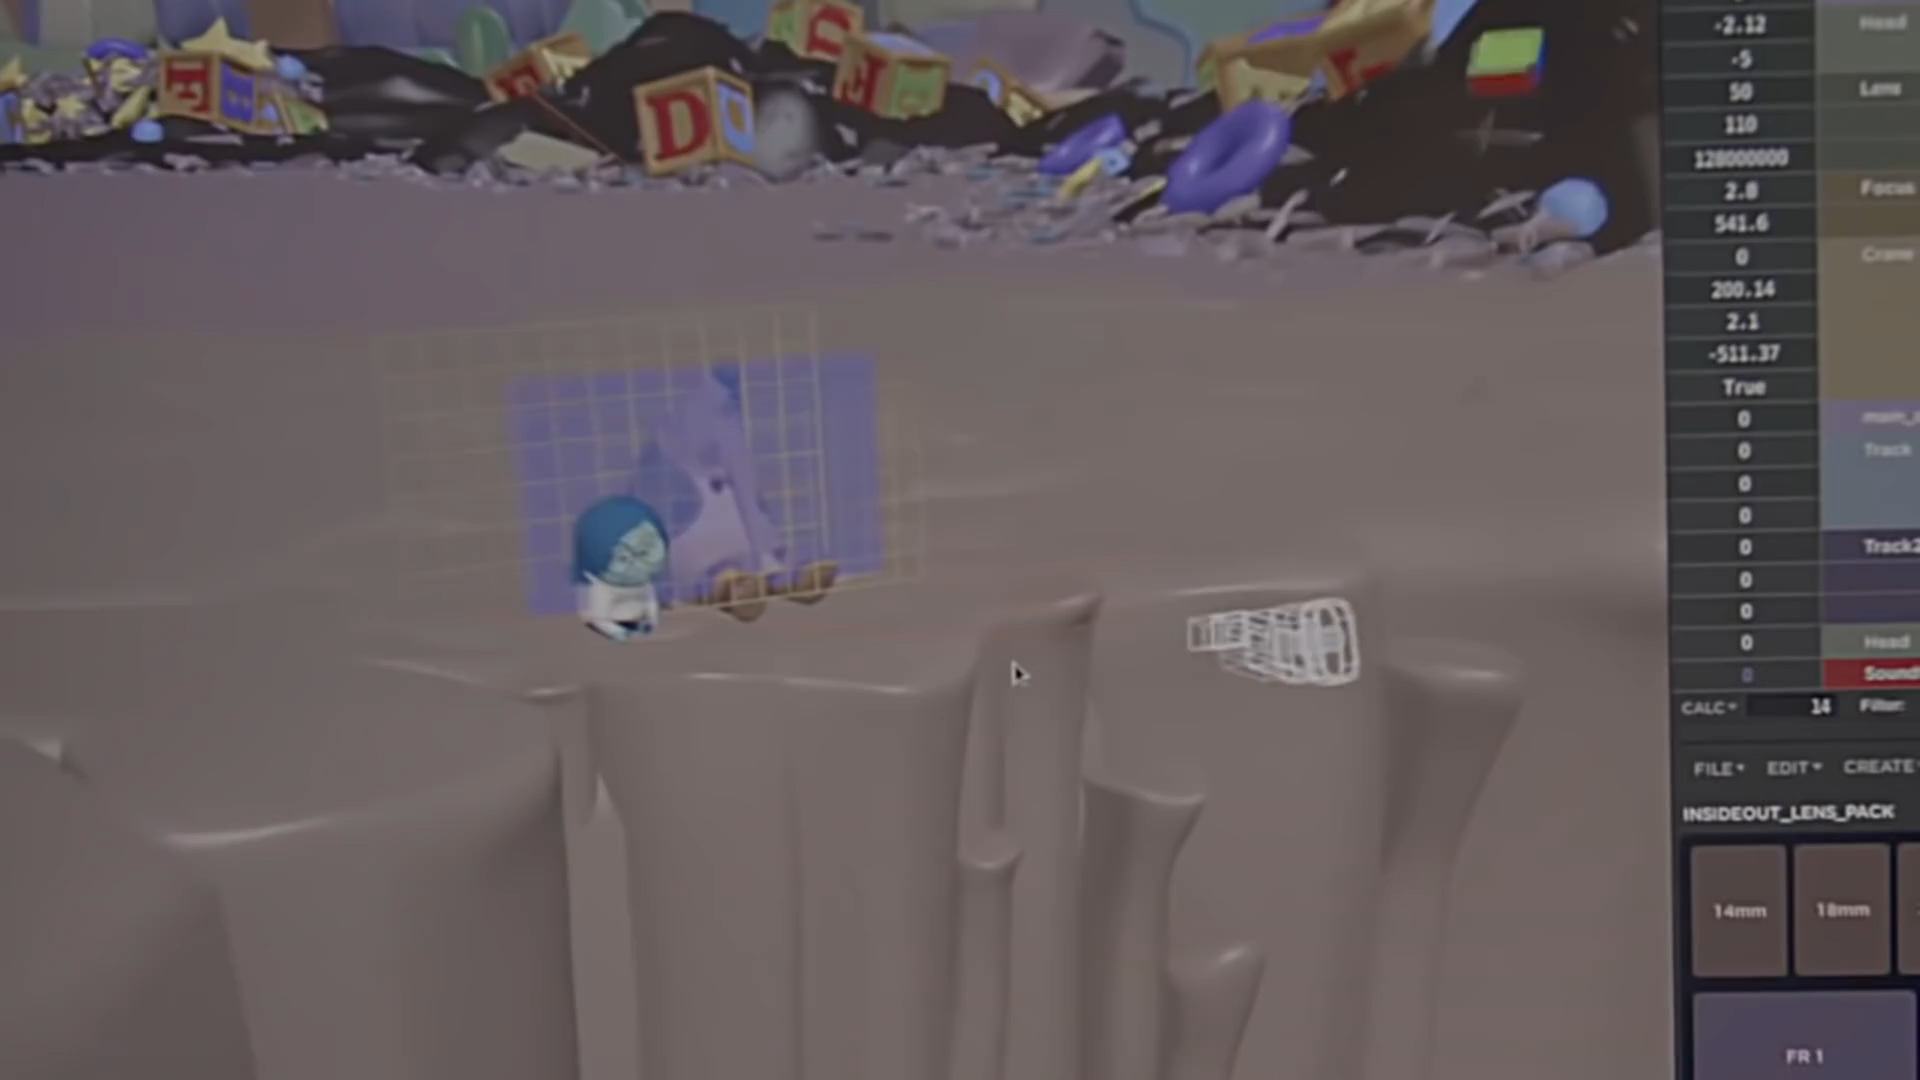 D
-2.12
Head
-5
50
Lens
110
128000000
2.8
Focus
541.6
0
Crane
200.14
2.1
-511.37
True
0
0
Track
0
0
0
Track2
0
0
0
Head
0
Sound
CALC
14
Filter:
FILE
EDIT
CREATE
INSIDEOUT_LENS_PACK
14mm
18mm
FR 1